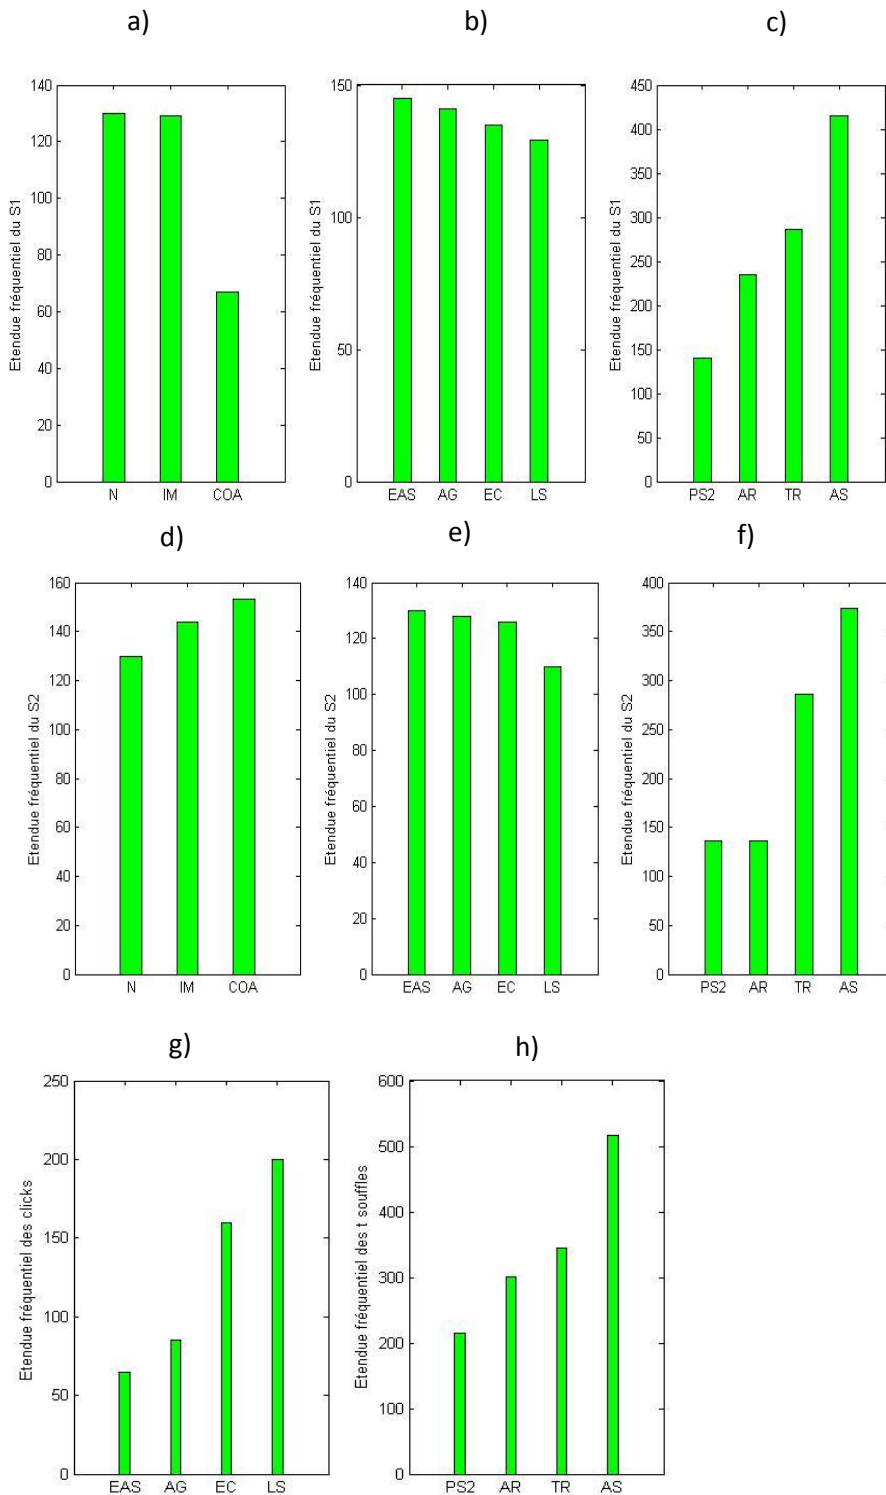 a)
b)
c)
Etendue fréquentiel du S1
140
120
100
80
60
40
20
0
N IM COA
Etendue fréquentiel du S1
150
100
50
0
EAS AG EC LS
Etendue fréquentiel du S1
450
400
350
300
250
200
150
100
50
0
PS2 AR TR AS
d)
e)
f)
Etendue fréquentiel du S2
160
140
120
100
80
60
40
20
0
N IM COA
Etendue fréquentiel du S2
140
120
100
80
60
40
20
0
EAS AG EC LS
Etendue fréquentiel du S2
400
350
300
250
200
150
100
50
0
PS2 AR TR AS
g)
h)
Etendue fréquentiel des clicks
250
200
150
100
50
0
EAS AG EC LS
Etendue fréquentiel des t souffles
600
500
400
300
200
100
0
PS2 AR TR AS